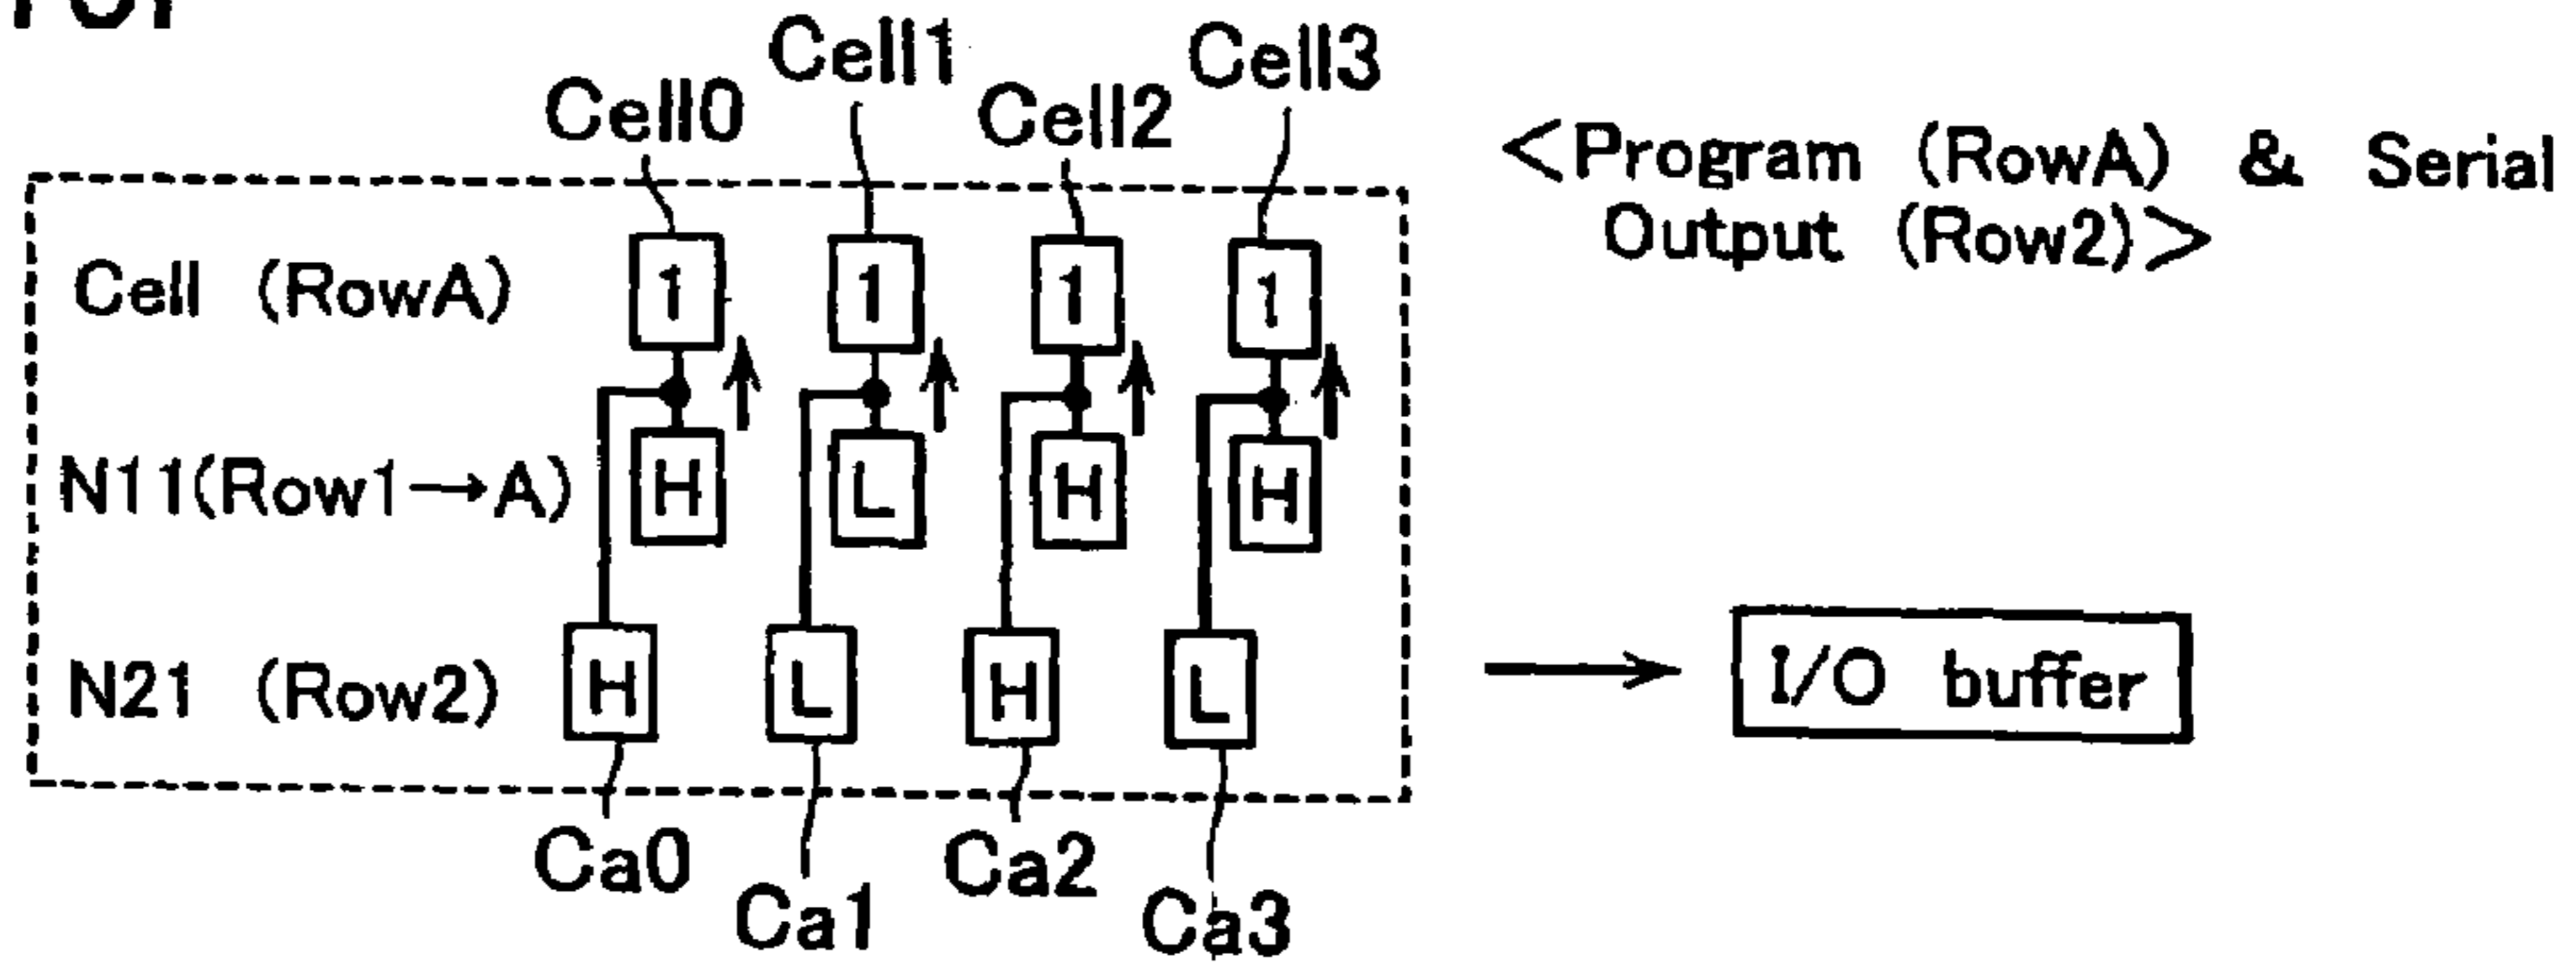 Cell0 Cell1 Cell2 Cell3
<Program (RowA) & Serial
Output (Row2)>
Cell (RowA) 1 1 1 1
N11(Row1→A) H L H H
N21 (Row2) H L H L
I/O buffer
Ca0 Ca1 Ca2 Ca3